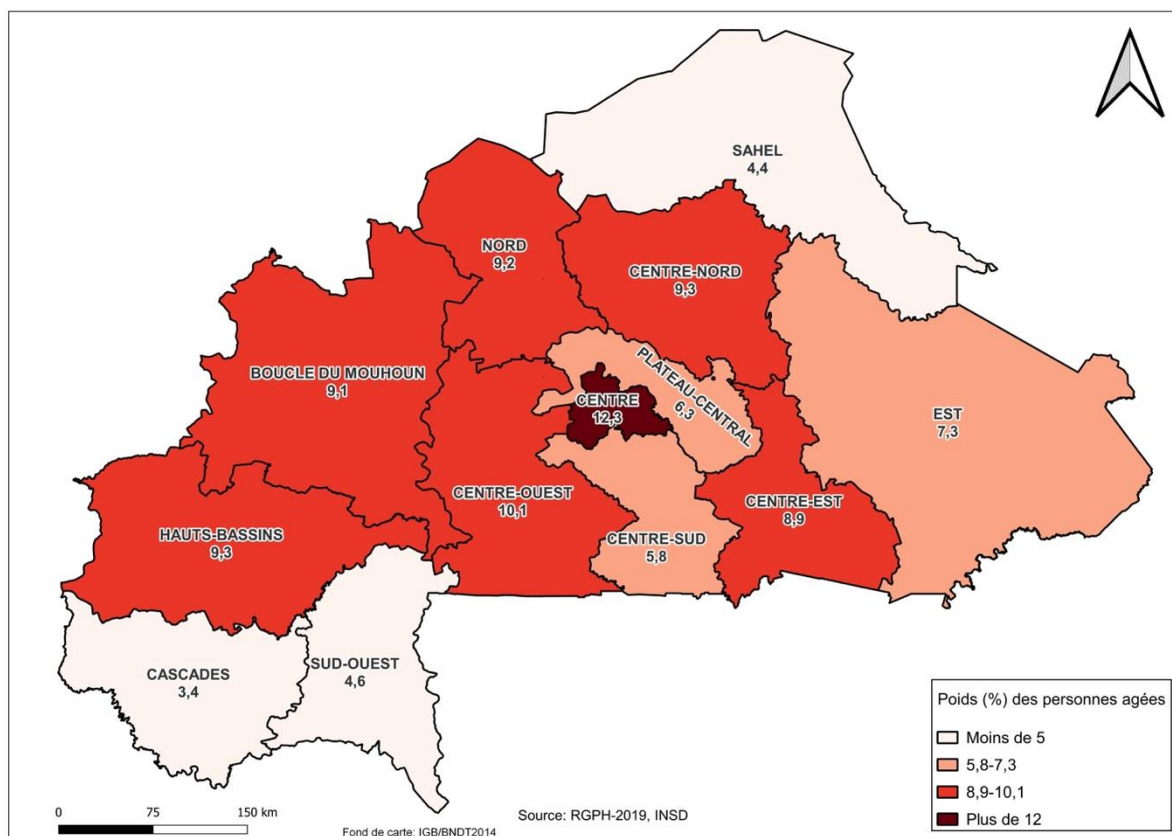 SAHEL
4,4
NORD
9,2
CENTRE-NORD
9,3
BOUCLE DU MOUHOUN
9,1
PLATEAU-CENTRAL
6,3
CENTRE
12,3
EST
7,3
CENTRE-OUEST
10,1
CENTRE-EST
8,9
HAUTS-BASSINS
9,3
CENTRE-SUD
5,8
SUD-OUEST
4,6
CASCADES
3,4
Poids (%) des personnes agées
Moins de 5
5,8-7,3
8,9-10,1
Plus de 12
0 75 150 km
Source: RGPH-2019, INSD
Fond de carte: IGB/BNDT2014